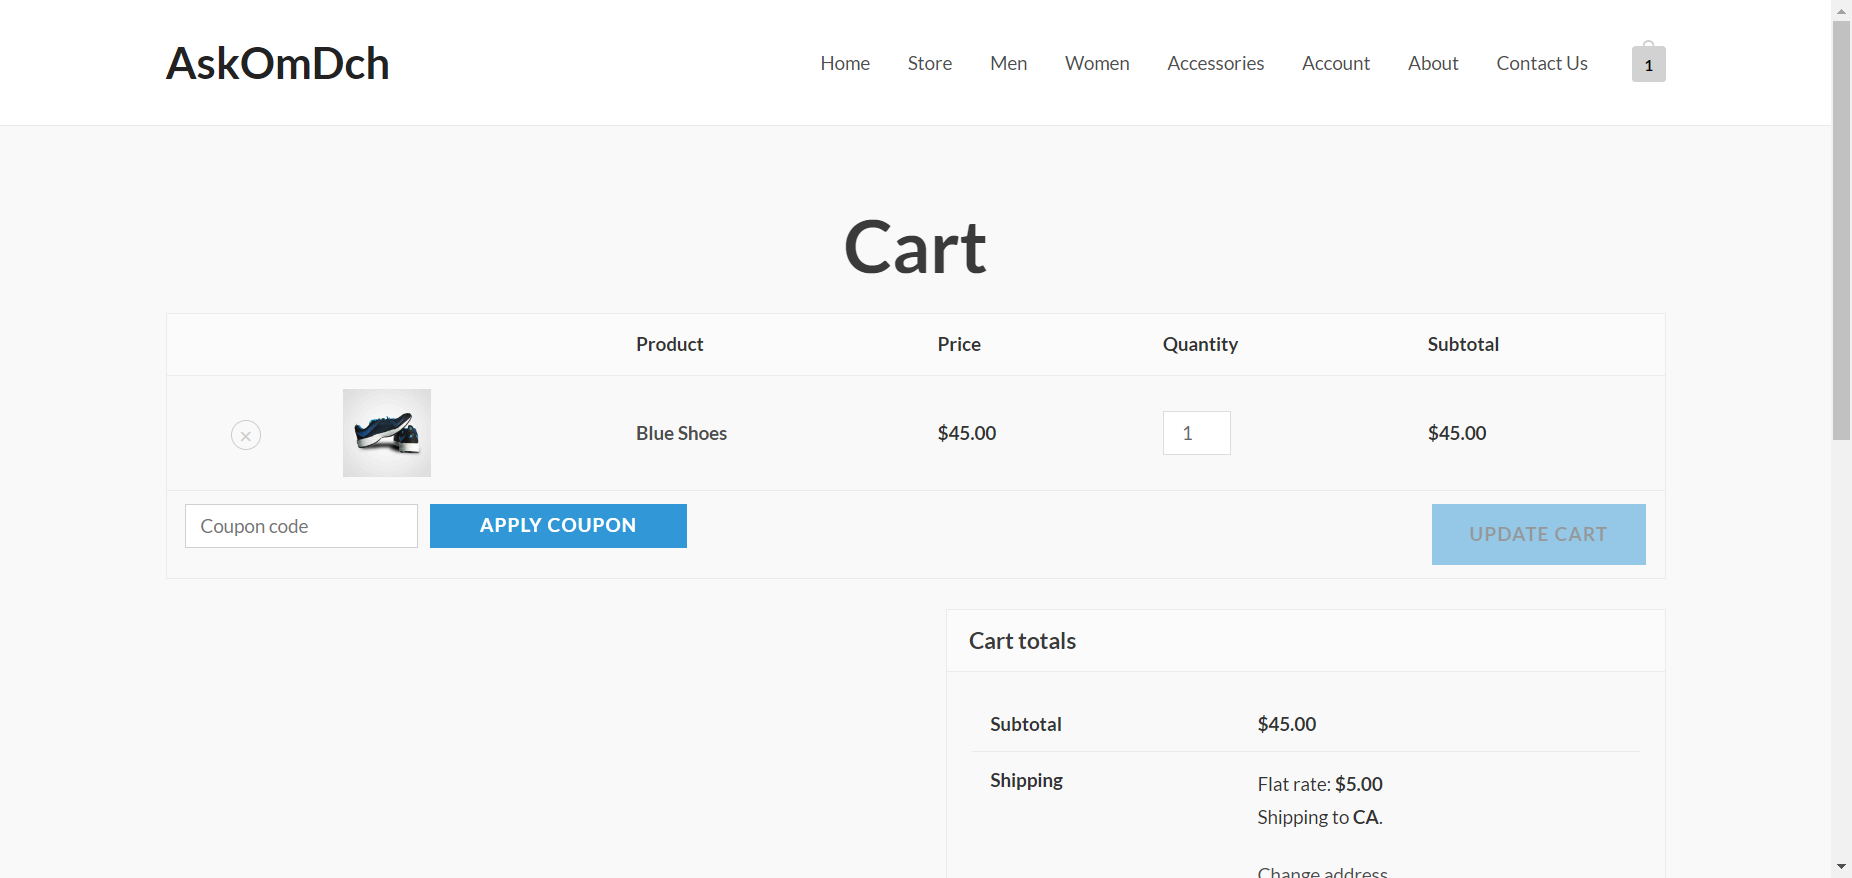 AskOmDch
Home Store Men Women Accessories Account About Contact Us 1
Cart
Product Price Quantity Subtotal
× Blue Shoes $45.00 1 $45.00
Coupon code APPLY COUPON UPDATE CART
Cart totals
Subtotal $45.00
Shipping Flat rate: $5.00
Shipping to CA.
Change address